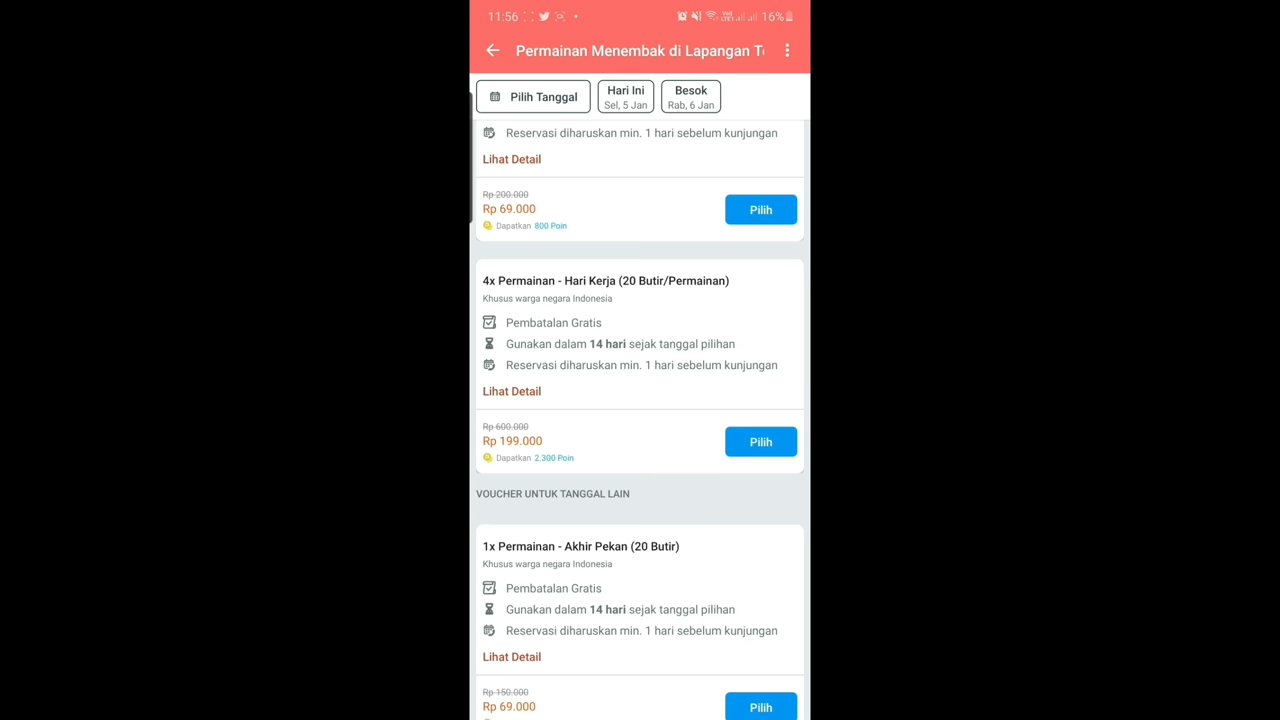 11:56
16%
Permainan Menembak di Lapangan T
Pilih Tanggal
Hari Ini
Sel, 5 Jan
Besok
Rab, 6 Jan
Reservasi diharuskan min. 1 hari sebelum kunjungan
Lihat Detail
Rp 200.000
Rp 69.000
Pilih
Dapatkan 800 Poin
4x Permainan - Hari Kerja (20 Butir/Permainan)
Khusus warga negara Indonesia
Pembatalan Gratis
Gunakan dalam 14 hari sejak tanggal pilihan
Reservasi diharuskan min. 1 hari sebelum kunjungan
Lihat Detail
Rp 600.000
Rp 199.000
Pilih
Dapatkan 2.300 Poin
VOUCHER UNTUK TANGGAL LAIN
1x Permainan - Akhir Pekan (20 Butir)
Khusus warga negara Indonesia
Pembatalan Gratis
Gunakan dalam 14 hari sejak tanggal pilihan
Reservasi diharuskan min. 1 hari sebelum kunjungan
Lihat Detail
Rp 150.000
Rp 69.000
Pilih